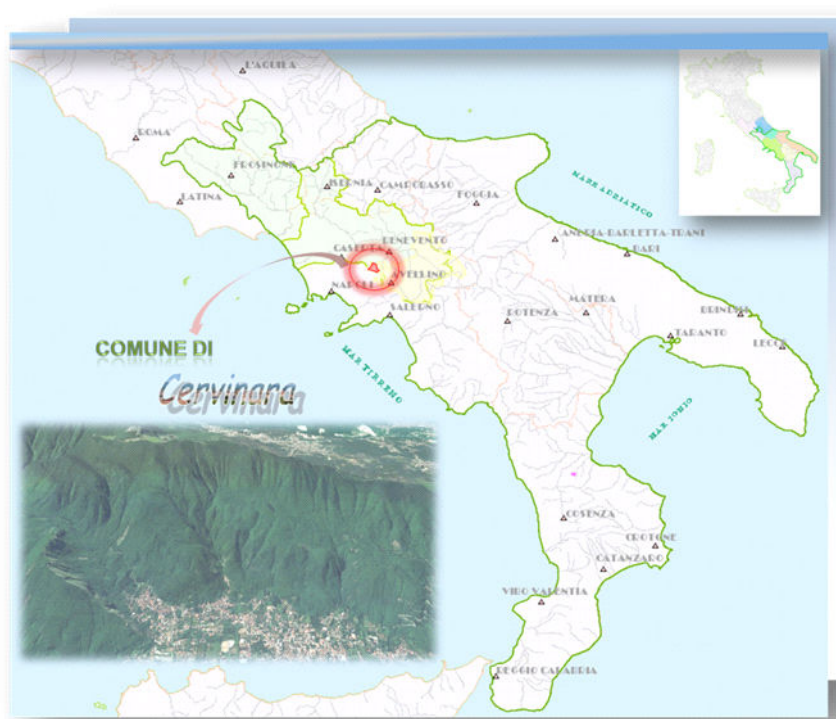 L'AQUILA
ROMA
FROSINONE
ISERNIA
CAMPOBASSO
FOGGIA
MARE ADRIATICO
LATINA
ANDRIA-BARLETTA-TRANI
BENEVENTO
BARI
CASERTA
AVELLINO
NAPOLI
MATERA
SALERNO
POTENZA
BRINDISI
TARANTO
LECCE
COMUNE DI
Cervinara
MAR TIRRENO
MAR IONIO
COSENZA
CROTONE
CATANZARO
VIBO VALENTIA
REGGIO CALABRIA